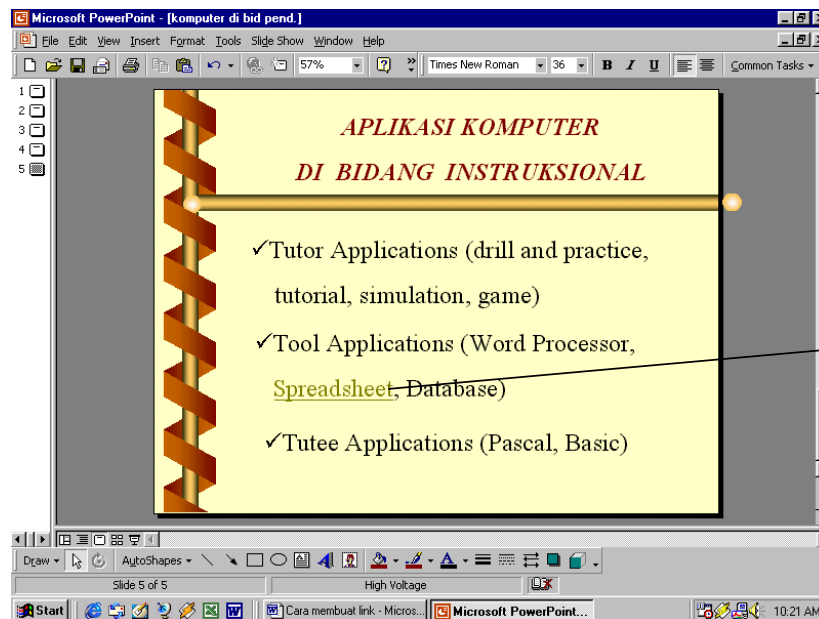 Microsoft PowerPoint - [komputer di bid pend.]
File Edit View Insert Format Tools Slide Show Window Help
57% Times New Roman 36 B I U Common Tasks
1
2
3
4
5
APLIKASI KOMPUTER
DI BIDANG INSTRUKSIONAL
✓Tutor Applications (drill and practice,
tutorial, simulation, game)
✓Tool Applications (Word Processor,
Spreadsheet, Database)
✓Tutee Applications (Pascal, Basic)
Draw AutoShapes A A
Slide 5 of 5 High Voltage
Start Cara membuat link - Micros... Microsoft PowerPoint... 10:21 AM